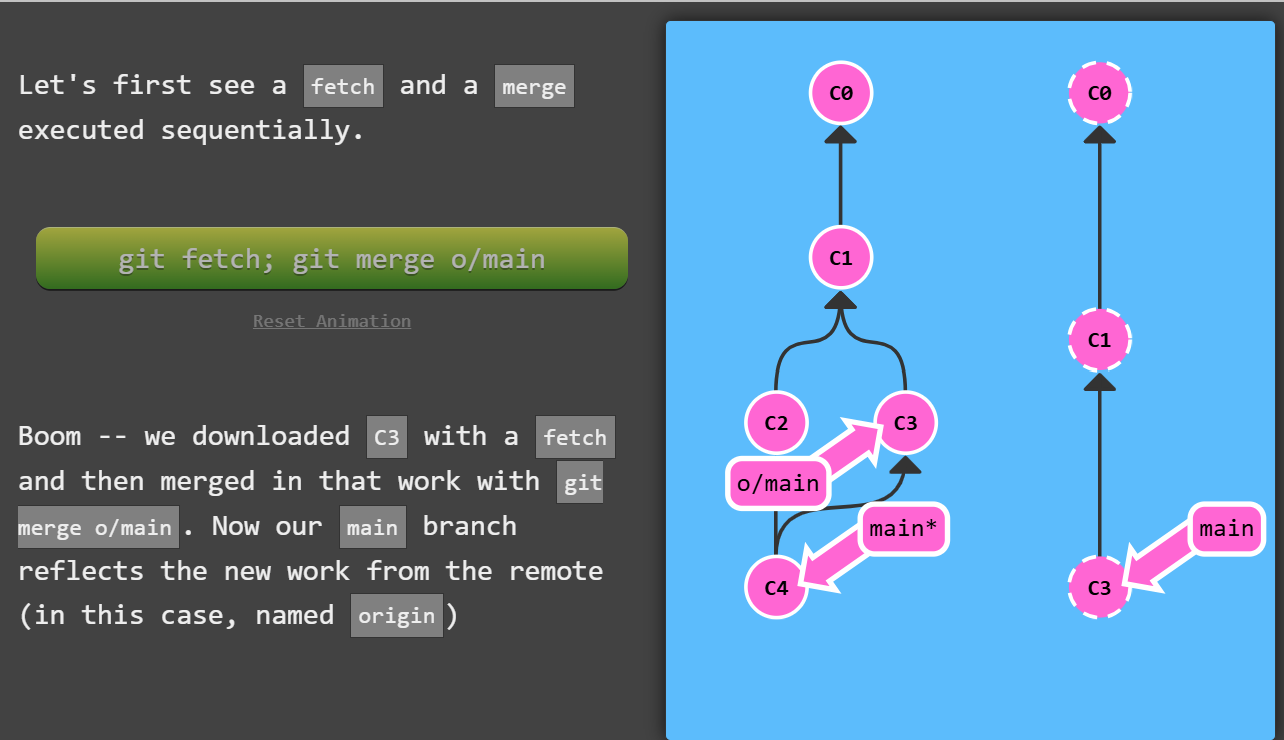 Let's first see a fetch and a merge
executed sequentially.
git fetch; git merge o/main
Reset Animation
Boom -- we downloaded C3 with a fetch
and then merged in that work with git
merge o/main. Now our main branch
reflects the new work from the remote
(in this case, named origin)
C0
C1
C2
C3
o/main
main*
C4
C0
C1
main
C3